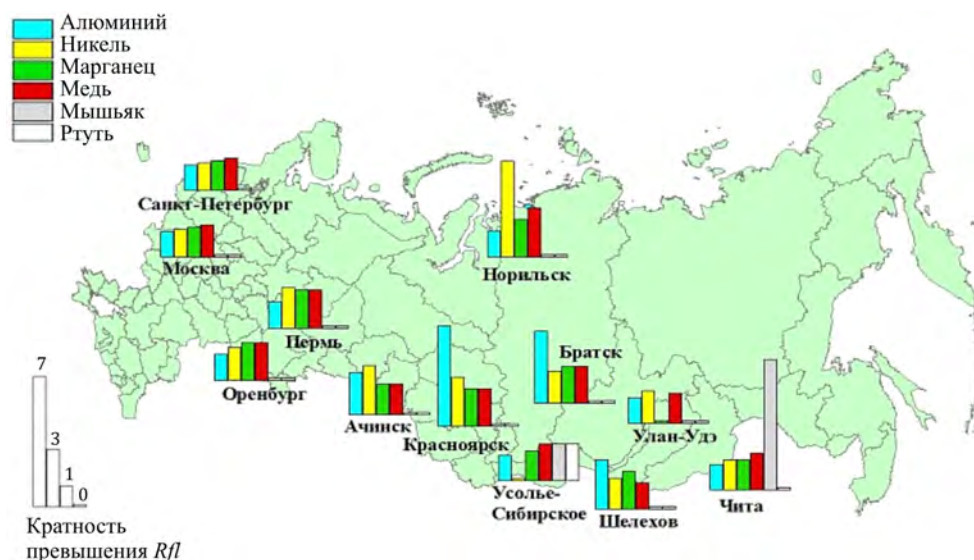 Алюминий
Никель
Марганец
Медь
Мышьяк
Ртуть
Санкт-Петербург
Москва
Норильск
Пермь
Братск
Оренбург
Ачинск
Красноярск
Улан-Удэ
Усолье-
Сибирское
Шелехов
Чита
7
3
1
0
Кратность
превышения Rfl